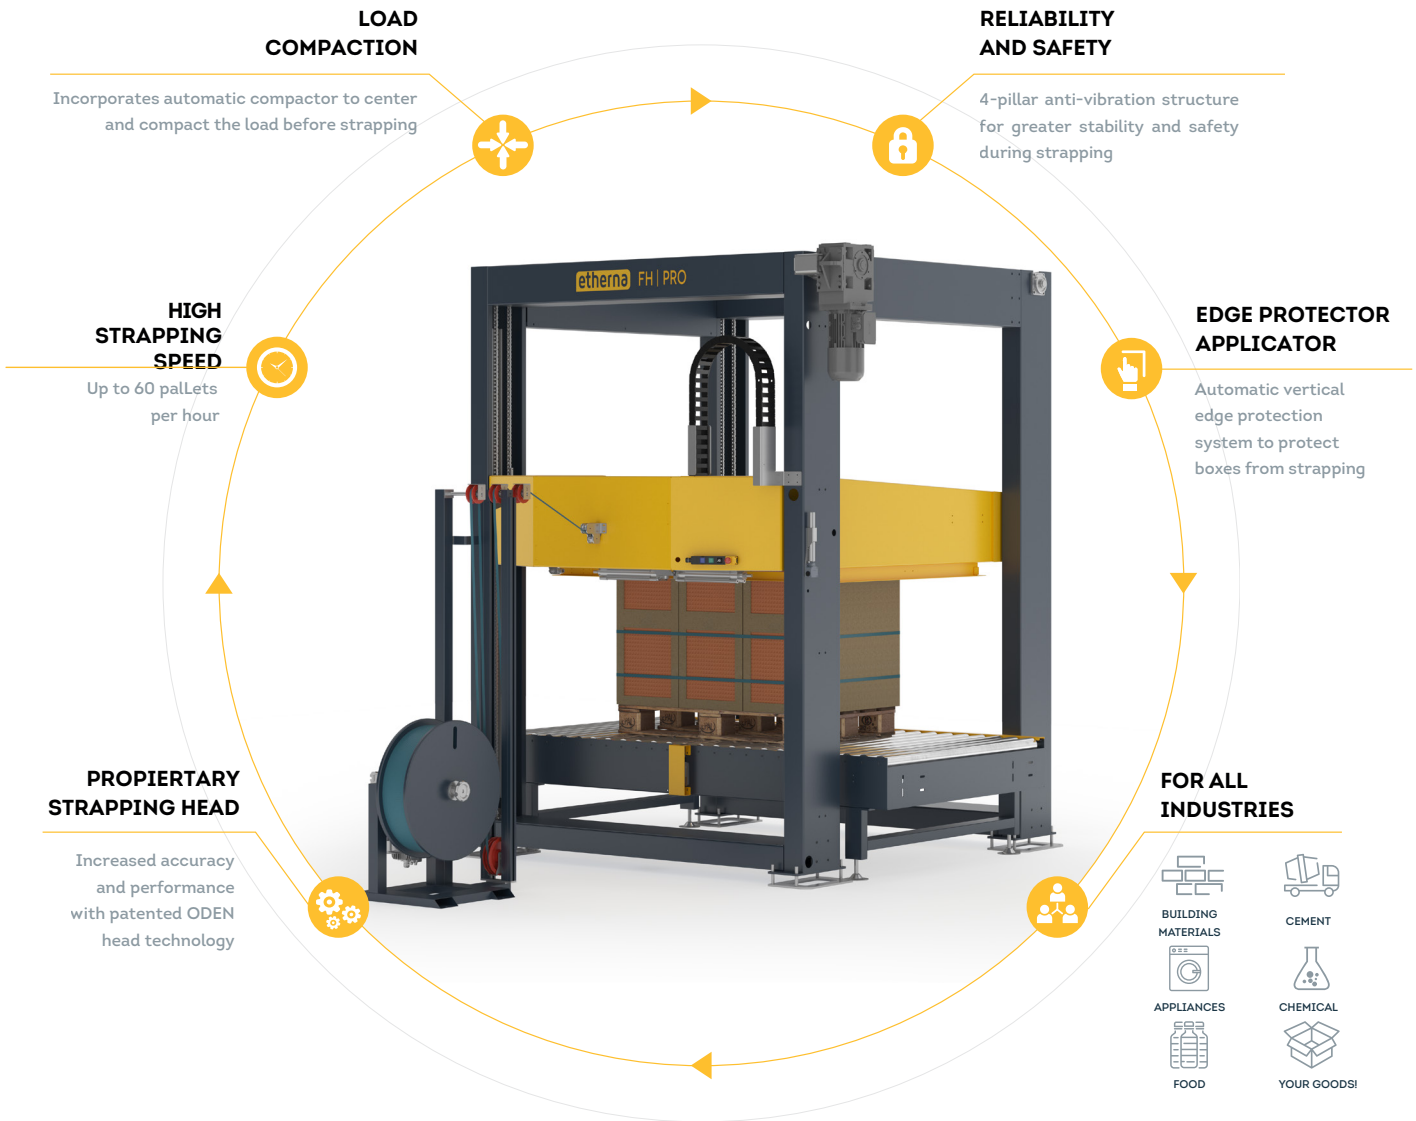 LOAD
COMPACTION
Incorporates automatic compactor to center
and compact the load before strapping
RELIABILITY
AND SAFETY
4-pillar anti-vibration structure
for greater stability and safety
during strapping
etherna FH | PRO
HIGH
STRAPPING
SPEED
Up to 60 palLets
per hour
EDGE PROTECTOR
APPLICATOR
Automatic vertical
edge protection
system to protect
boxes from strapping
PROPIERTARY
STRAPPING HEAD
Increased accuracy
and performance
with patented ODEN
head technology
FOR ALL
INDUSTRIES
BUILDING
MATERIALS
CEMENT
APPLIANCES
CHEMICAL
FOOD
YOUR GOODS!